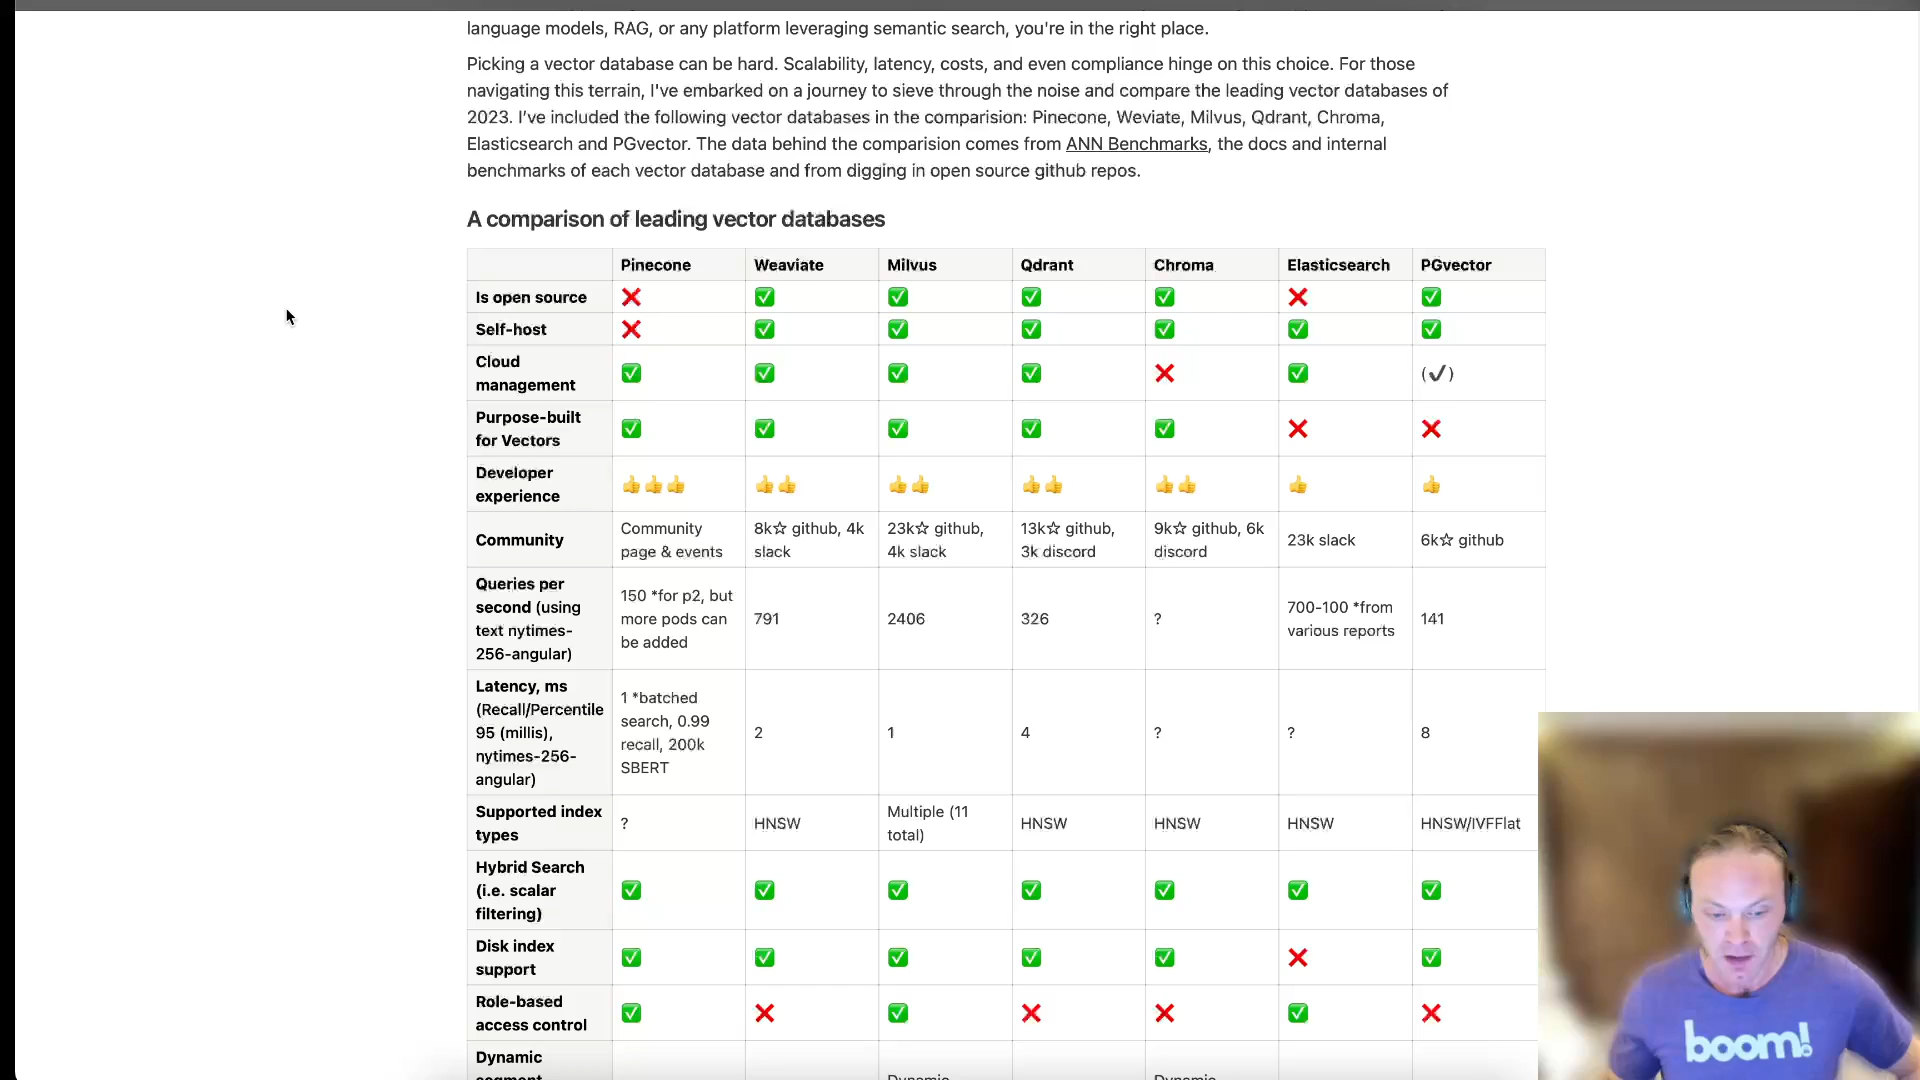 language models, RAG, or any platform leveraging semantic search, you're in the right place.
Picking a vector database can be hard. Scalability, latency, costs, and even compliance hinge on this choice. For those
navigating this terrain, I've embarked on a journey to sieve through the noise and compare the leading vector databases of
2023. I've included the following vector databases in the comparision: Pinecone, Weviate, Milvus, Qdrant, Chroma,
Elasticsearch and PGvector. The data behind the comparision comes from ANN Benchmarks, the docs and internal
benchmarks of each vector database and from digging in open source github repos.
A comparison of leading vector databases
Pinecone Weaviate Milvus Qdrant Chroma Elasticsearch PGvector
Is open source ❌ ✅ ✅ ✅ ✅ ❌ ✅
Self-host ❌ ✅ ✅ ✅ ✅ ✅ ✅
Cloud
management ✅ ✅ ✅ ✅ ❌ ✅ (✔)
Purpose-built
for Vectors ✅ ✅ ✅ ✅ ✅ ❌ ❌
Developer
experience 👍👍👍 👍👍 👍👍 👍👍 👍👍 👍 👍
Community
Community
page & events
8k☆ github, 4k
slack
23k☆ github,
4k slack
13k☆ github,
3k discord
9k☆ github, 6k
discord
23k slack
6k☆ github
Queries per
second (using
text nytimes-
256-angular)
150 *for p2, but
more pods can
be added
791
2406
326
?
700-100 *from
various reports
141
Latency, ms
(Recall/Percentile
95 (millis),
nytimes-256-
angular)
1 *batched
search, 0.99
recall, 200k
SBERT
2
1
4
?
?
8
Supported index
types
?
HNSW
Multiple (11
total)
HNSW
HNSW
HNSW
HNSW/IVFFlat
Hybrid Search
(i.e. scalar
filtering)
✅ ✅ ✅ ✅ ✅ ✅ ✅
Disk index
support
✅ ✅ ✅ ✅ ✅ ❌ ✅
Role-based
access control
✅ ❌ ✅ ❌ ❌ ✅ ❌
Dynamic
boom!